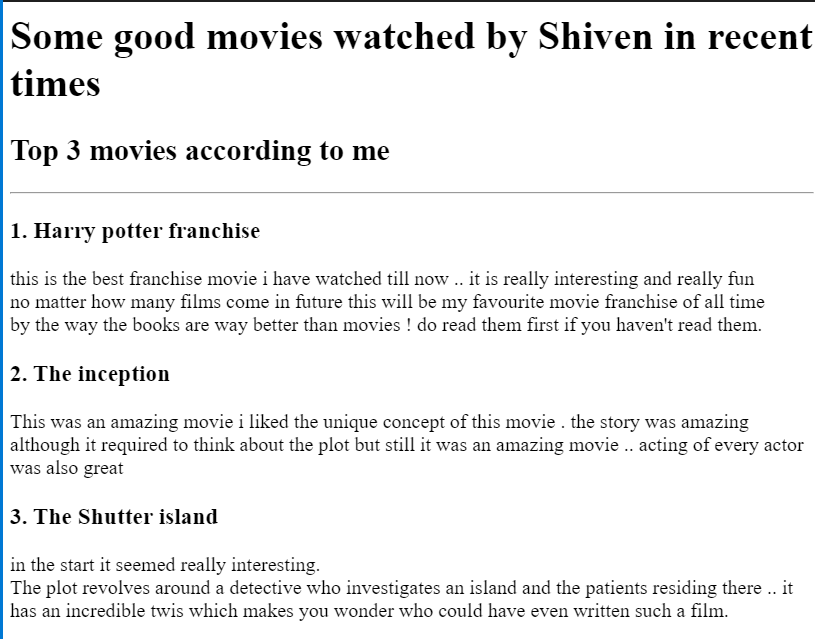 Some good movies watched by Shiven in recent
times
Top 3 movies according to me
1. Harry potter franchise
this is the best franchise movie i have watched till now .. it is really interesting and really fun
no matter how many films come in future this will be my favourite movie franchise of all time
by the way the books are way better than movies ! do read them first if you haven't read them.
2. The inception
This was an amazing movie i liked the unique concept of this movie . the story was amazing
although it required to think about the plot but still it was an amazing movie .. acting of every actor
was also great
3. The Shutter island
in the start it seemed really interesting.
The plot revolves around a detective who investigates an island and the patients residing there .. it
has an incredible twis which makes you wonder who could have even written such a film.